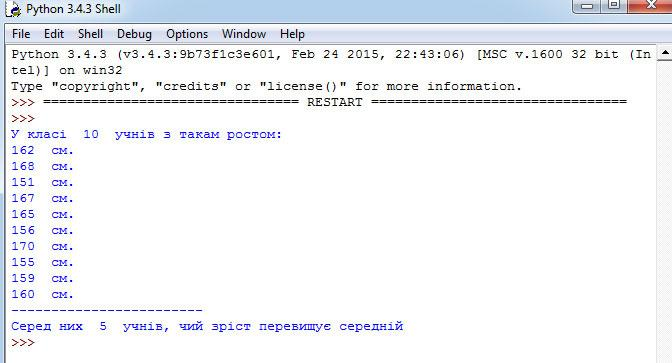 Python 3.4.3 Shell
File Edit Shell Debug Options Window Help
Python 3.4.3 (v3.4.3:9b73f1c3e601, Feb 24 2015, 22:43:06) [MSC v.1600 32 bit (In
tel)] on win32
Type "copyright", "credits" or "license()" for more information.
>>> ================================ RESTART ================================
>>>
У класі  10  учнів з такам ростом:
162  см.
168  см.
151  см.
167  см.
165  см.
156  см.
170  см.
155  см.
159  см.
160  см.
------------------------
Серед них  5  учнів, чий зріст перевищує середній
>>>